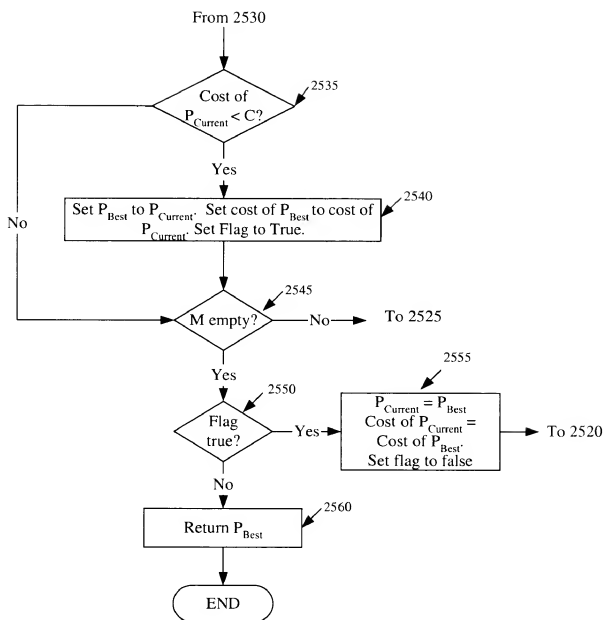 From 2530
2535
Cost of
P_Current < C?
Yes
No
2540
Set P_Best to P_Current. Set cost of P_Best to cost of
P_Current. Set Flag to True.
2545
M empty?
No
To 2525
Yes
2550
2555
Flag
true?
Yes
P_Current = P_Best
Cost of P_Current =
Cost of P_Best.
Set flag to false
To 2520
No
2560
Return P_Best
END